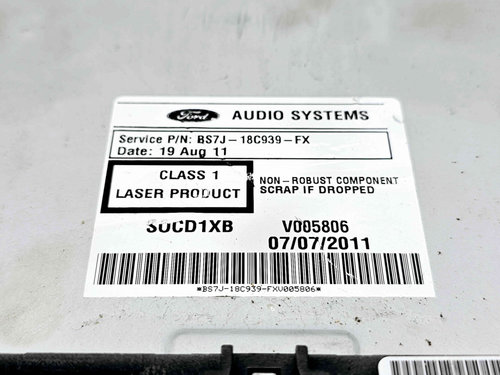 Ford AUDIO SYSTEMS
Service P/N: BS7J-18C939-FX
Date: 19 Aug 11
CLASS 1
LASER PRODUCT
NON-ROBUST COMPONENT
SCRAP IF DROPPED
SUCD1XB V005806
07/07/2011
*BS7J-18C939-FXV005806*